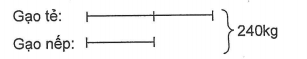 Gạo tẻ:
240kg
Gạo nếp: